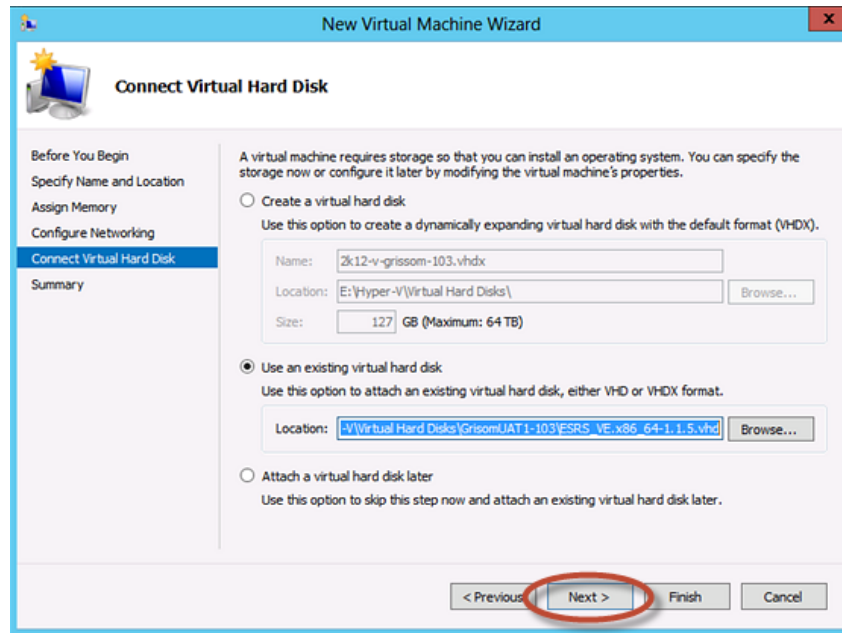 New Virtual Machine Wizard
x
Connect Virtual Hard Disk
Before You Begin
Specify Name and Location
Assign Memory
Configure Networking
Connect Virtual Hard Disk
Summary
A virtual machine requires storage so that you can install an operating system. You can specify the
storage now or configure it later by modifying the virtual machine's properties.
Create a virtual hard disk
Use this option to create a dynamically expanding virtual hard disk with the default format (VHDX).
Name: 2k12-v-grissom-103.vhdx
Location: E:\Hyper-V\Virtual Hard Disks\ Browse...
Size: 127 GB (Maximum: 64 TB)
Use an existing virtual hard disk
Use this option to attach an existing virtual hard disk, either VHD or VHDX format.
Location: -V\Virtual Hard Disks\GrisomUAT1-103\ESRS_VE.x86_64-1.1.5.vhd Browse...
Attach a virtual hard disk later
Use this option to skip this step now and attach an existing virtual hard disk later.
< Previous Next > Finish Cancel